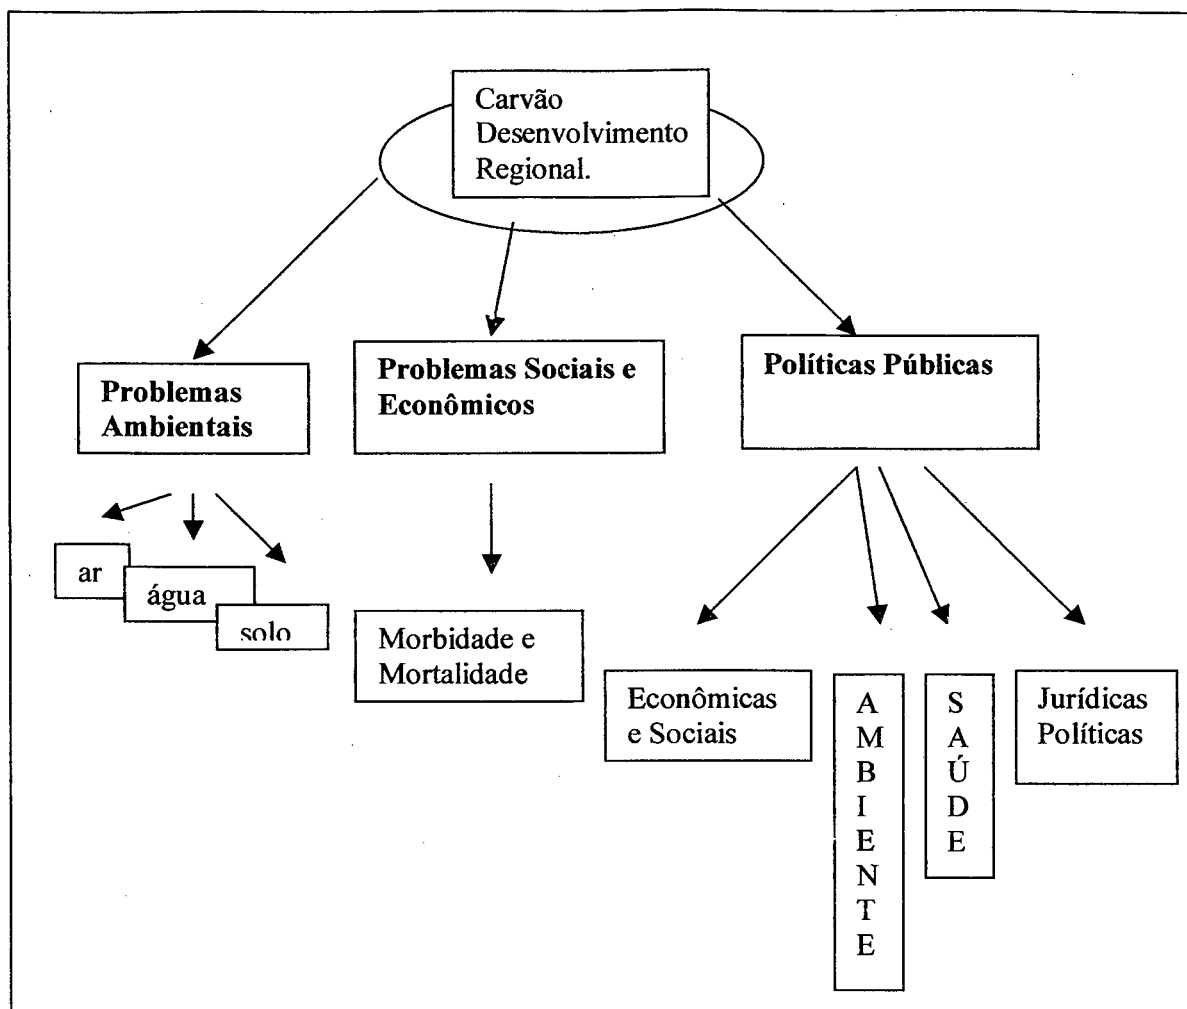 Carvão
Desenvolvimento
Regional.
Problemas
Ambientais
Problemas Sociais e
Econômicos
Políticas Públicas
ar
água
solo
Morbidade e
Mortalidade
Econômicas
e Sociais
A
M
B
I
E
N
T
E
S
A
Ú
D
E
Jurídicas
Políticas